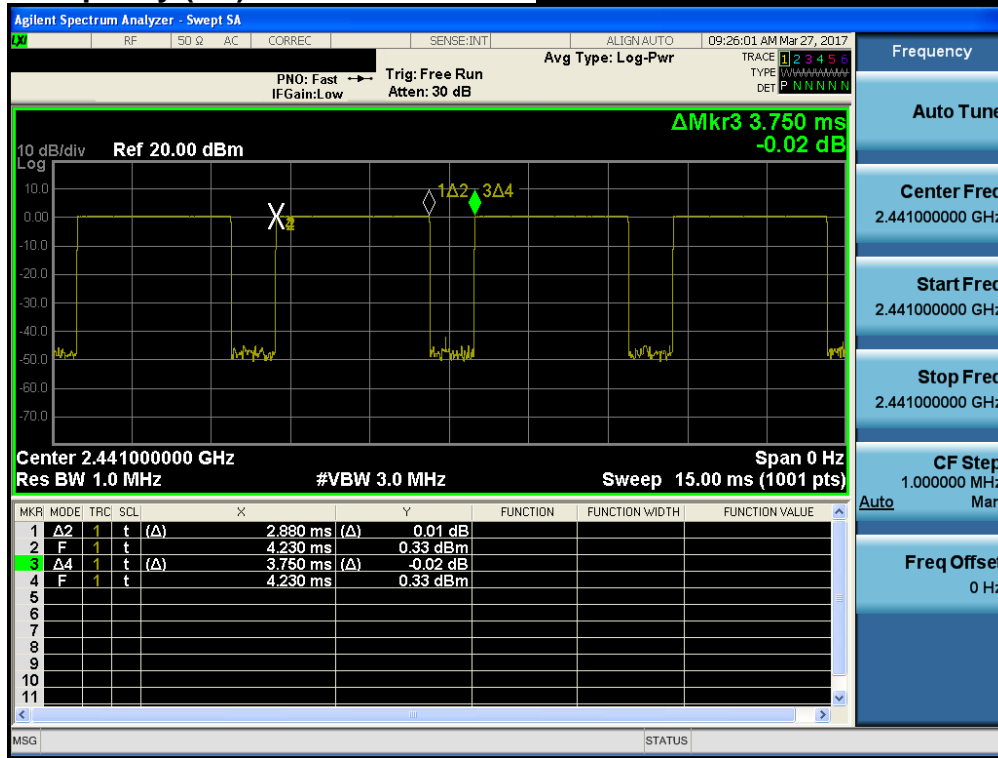 Agilent Spectrum Analyzer - Swept SA
LXI RF 50 Ω AC CORREC SENSE:INT ALIGN AUTO 09:26:01 AM Mar 27, 2017
Avg Type: Log-Pwr TRACE 1 2 3 4 5 6
PNO: Fast Trig: Free Run TYPE WWWWWW
IFGain:Low Atten: 30 dB DET P N N N N N
Frequency
Auto Tune
ΔMkr3 3.750 ms
10 dB/div Ref 20.00 dBm -0.02 dB
Log
10.0
1Δ2 3Δ4
0.00
X2
-10.0
-20.0
-30.0
-40.0
-50.0
-60.0
-70.0
Center 2.441000000 GHz Span 0 Hz
Res BW 1.0 MHz #VBW 3.0 MHz Sweep 15.00 ms (1001 pts)
Center Freq
2.441000000 GHz
Start Freq
2.441000000 GHz
Stop Freq
2.441000000 GHz
CF Step
1.000000 MHz
Auto Man
Freq Offset
0 Hz
MKR MODE TRC SCL X Y FUNCTION FUNCTION WIDTH FUNCTION VALUE
1 Δ2 1 t (Δ) 2.880 ms (Δ) 0.01 dB
2 F 1 t 4.230 ms 0.33 dBm
3 Δ4 1 t (Δ) 3.750 ms (Δ) -0.02 dB
4 F 1 t 4.230 ms 0.33 dBm
5
6
7
8
9
10
11
MSG STATUS